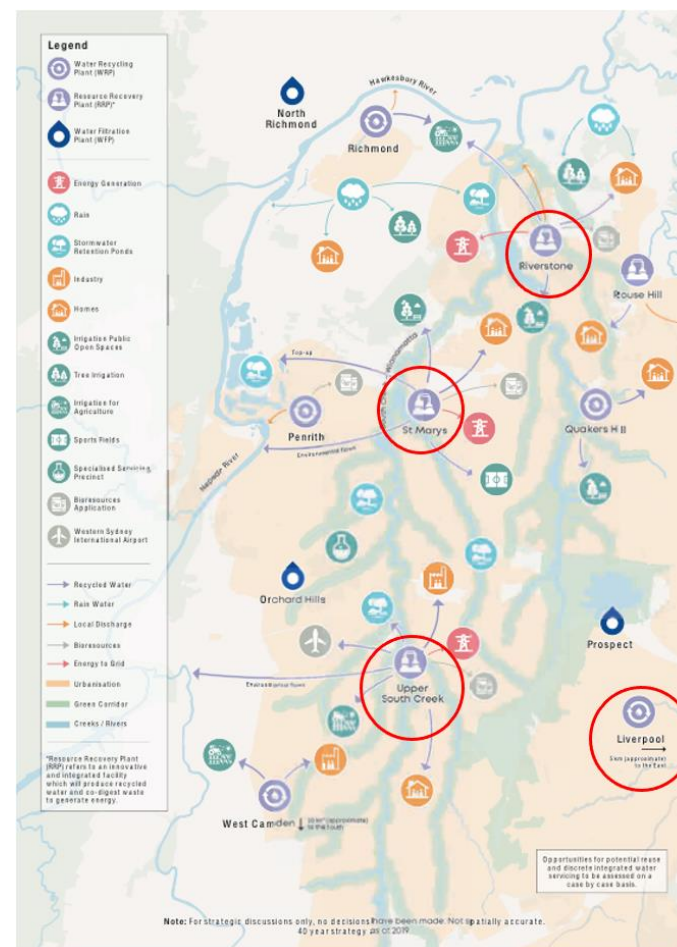 Legend
Water Recycling
Plant (WRP)
Resource Recovery
Plant (RRP)*
Water Filtration
Plant (WFP)
Energy Generation
Rain
Stormwater
Retention Ponds
Industry
Homes
Irrigation Public
Open Spaces
Tree Irrigation
Irrigation for
Agriculture
Sports Fields
Specialised Servicing
Precinct
Bioresources
Application
Western Sydney
International Airport
Recycled Water
Rain Water
Local Discharge
Bioresources
Energy to Grid
Urbanisation
Green Corridor
Creeks / Rivers
*Resource Recovery Plant
(RRP) refers to an innovative
and integrated facility
which will produce recycled
water and co-digest waste
to generate energy.
Hawkesbury River
North
Richmond
Richmond
Riverstone
Rouse Hill
Top-up
St Marys
Quakers Hill
Penrith
Environmental flows
Nepean River
Orchard Hills
Prospect
Upper
South Creek
Environmental flows
Liverpool
5km (approximate)
to the East
West Camden
(approximate)
to the South
Opportunities for potential reuse
and discrete integrated water
servicing to be assessed on a
case by case basis.
Note: For strategic discussions only, no decisions have been made. Not spatially accurate.
40 year strategy as of 2019